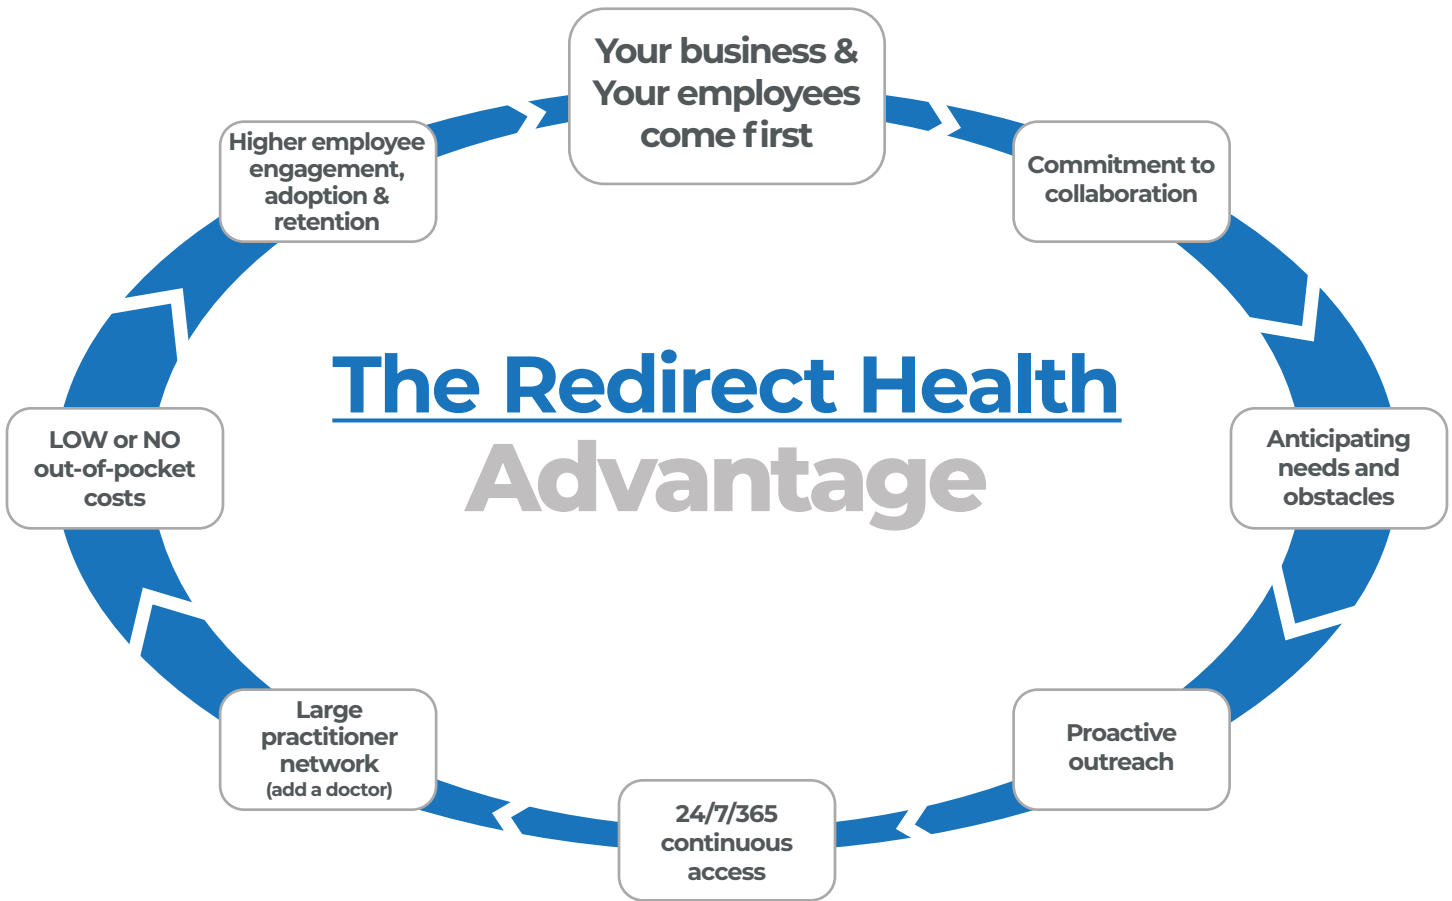 Your business &
Your employees
come first
Commitment to
collaboration
Anticipating
needs and
obstacles
Proactive
outreach
24/7/365
continuous
access
Large
practitioner
network
(add a doctor)
LOW or NO
out-of-pocket
costs
Higher employee
engagement,
adoption &
retention
The Redirect Health
Advantage